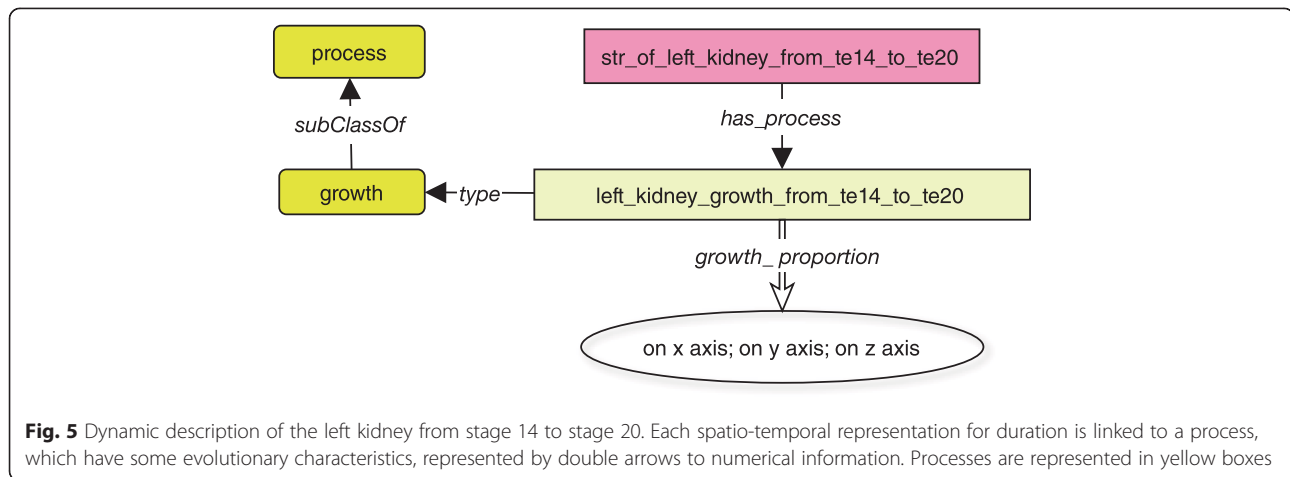 process
str_of_left_kidney_from_te14_to_te20
subClassOf
has_process
growth
type
left_kidney_growth_from_te14_to_te20
growth_ proportion
on x axis; on y axis; on z axis
Fig. 5 Dynamic description of the left kidney from stage 14 to stage 20. Each spatio-temporal representation for duration is linked to a process,
which have some evolutionary characteristics, represented by double arrows to numerical information. Processes are represented in yellow boxes